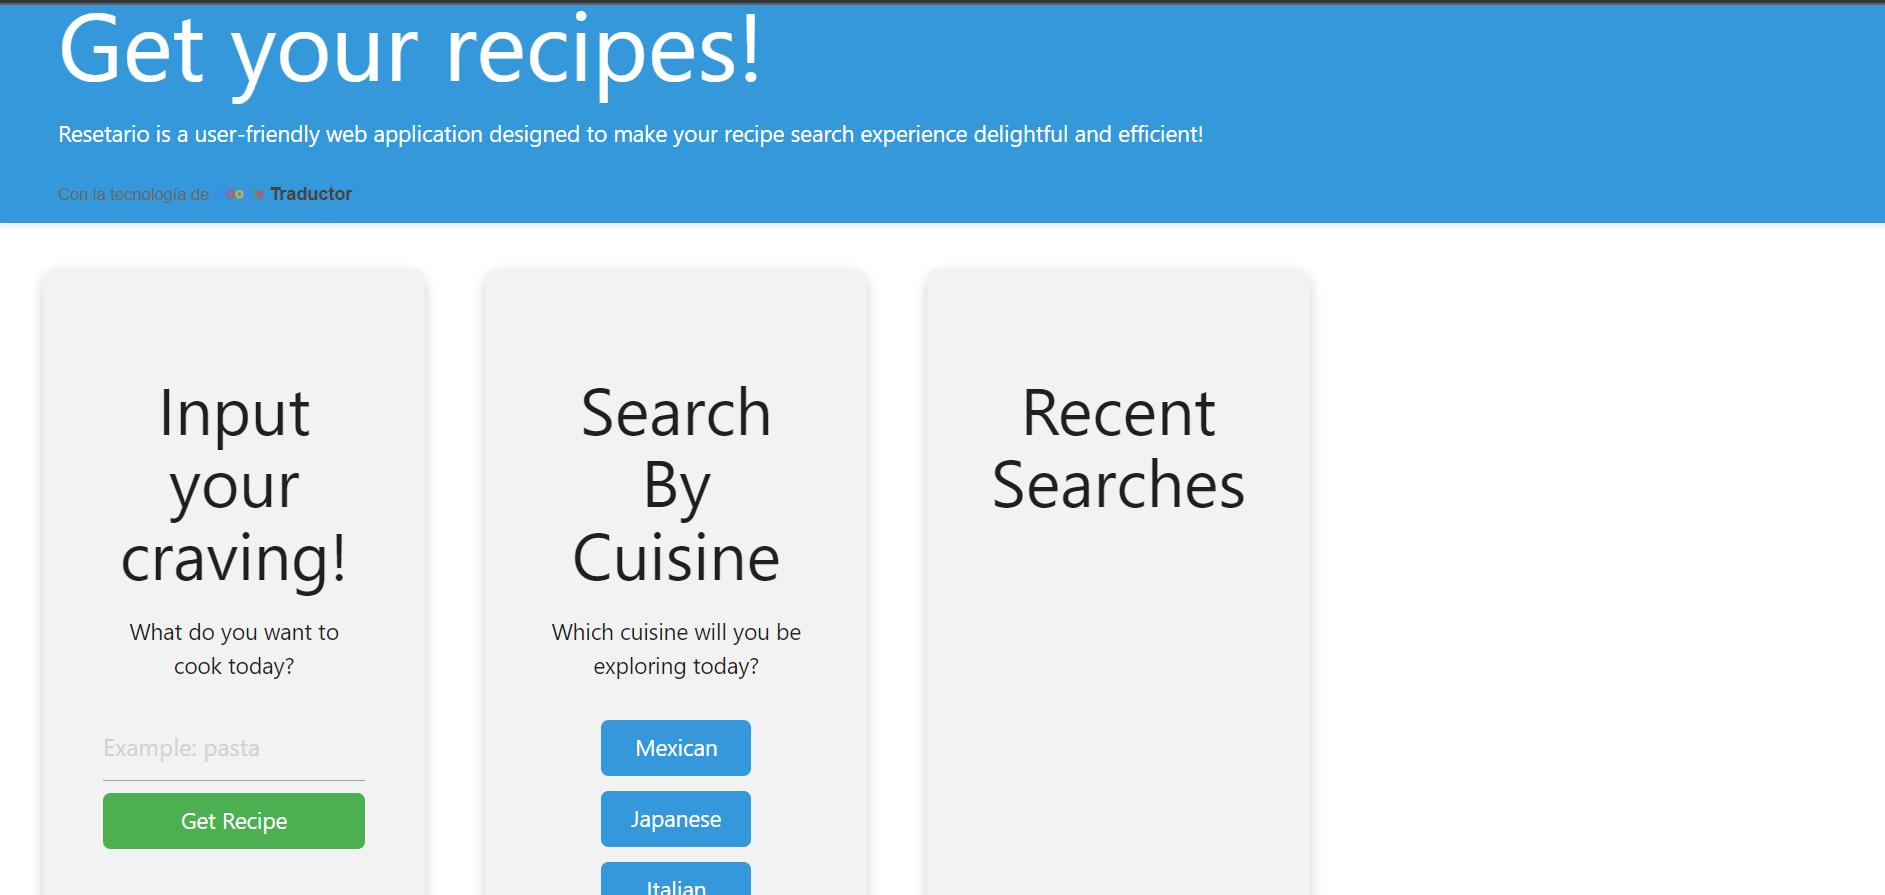 Get your recipes!
Resetario is a user-friendly web application designed to make your recipe search experience delightful and efficient!
Con la tecnología de Google Traductor
Input
your
craving!
What do you want to
cook today?
Example: pasta
Get Recipe
Search
By
Cuisine
Which cuisine will you be
exploring today?
Mexican
Japanese
Italian
Recent
Searches